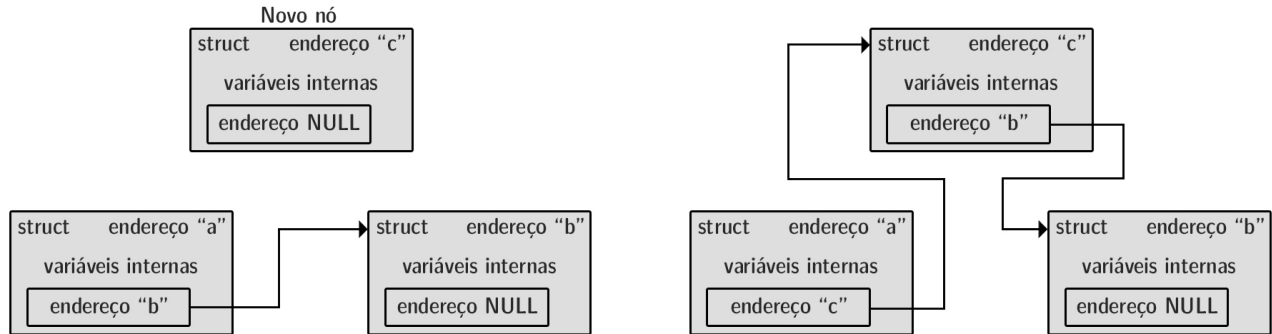 Novo nó
struct endereço “c”
variáveis internas
endereço NULL
struct endereço “a”
variáveis internas
endereço “b”
struct endereço “b”
variáveis internas
endereço NULL
struct endereço “c”
variáveis internas
endereço “b”
struct endereço “a”
variáveis internas
endereço “c”
struct endereço “b”
variáveis internas
endereço NULL